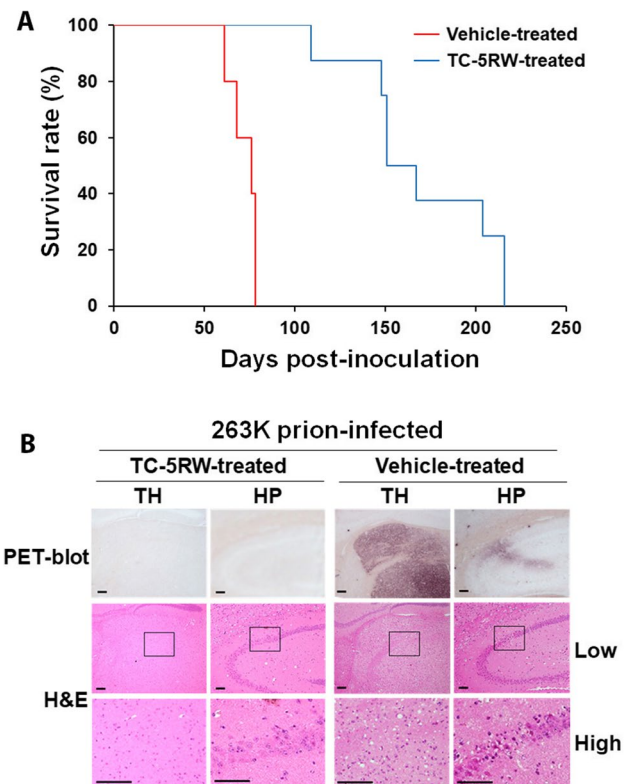 A
Vehicle-treated
TC-5RW-treated
Survival rate (%)
100
80
60
40
20
0
0 50 100 150 200 250
Days post-inoculation
B
263K prion-infected
TC-5RW-treated Vehicle-treated
TH HP TH HP
PET-blot
Low
H&E
High